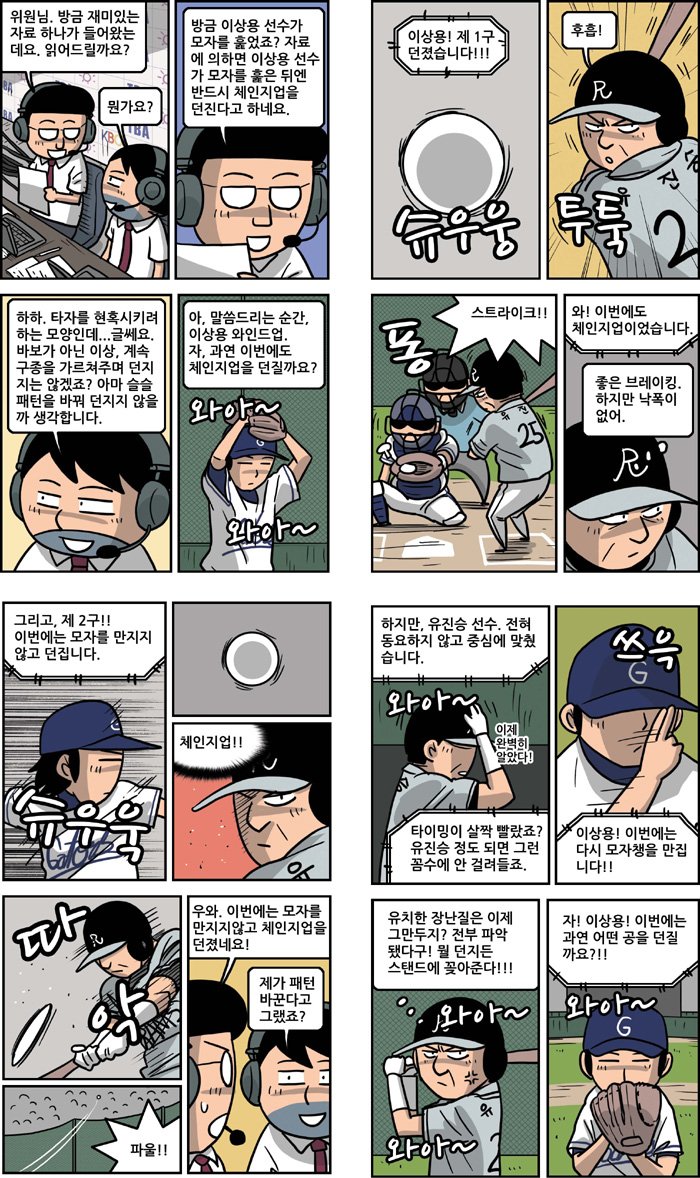 위원님. 방금 재미있는
자료 하나가 들어왔는
데요. 읽어드릴까요?
뭔가요?
TBA
KBC
TBA
방금 이상용 선수가
모자를 훑었죠? 자료
에 의하면 이상용 선수
가 모자를 훑은 뒤엔
반드시 체인지업을
던진다고 하네요.
하하. 타자를 현혹시키려
하는 모양인데...글쎄요.
바보가 아닌 이상, 계속
구종을 가르쳐주며 던지
지는 않겠죠? 아마 슬슬
패턴을 바꿔 던지지 않을
까 생각합니다.
아, 말씀드리는 순간,
이상용 와인드업.
자, 과연 이번에도
체인지업을 던질까요?
와아~
G
와아~
이상용! 제 1구
던졌습니다!!!
슈우웅
후흡!
R
유진승
2
투툭
스트라이크!!
퐁
유진
25
와! 이번에도
체인지업이었습니다.
좋은 브레이킹.
하지만 낙폭이
없어.
R
그리고, 제 2구!!
이번에는 모자를 만지지
않고 던집니다.
G
슈우욱
체인지업!!
유
따
R
악
우와. 이번에는 모자를
만지지않고 체인지업을
던졌네요!
제가 패턴
바꾼다고
그랬죠?
파울!!
하지만, 유진승 선수. 전혀
동요하지 않고 중심에 맞췄
습니다.
와아~
이제
완벽히
알았다!
타이밍이 살짝 빨랐죠?
유진승 정도 되면 그런
꼼수에 안 걸려들죠.
쓰윽
G
이상용! 이번에는
다시 모자챙을 만집
니다!!
유치한 장난질은 이제
그만두지? 전부 파악
됐다구! 뭘 던지든
스탠드에 꽂아준다!!!
와아~
유
와아~
자! 이상용! 이번에는
과연 어떤 공을 던질
까요?!!
와아~
G